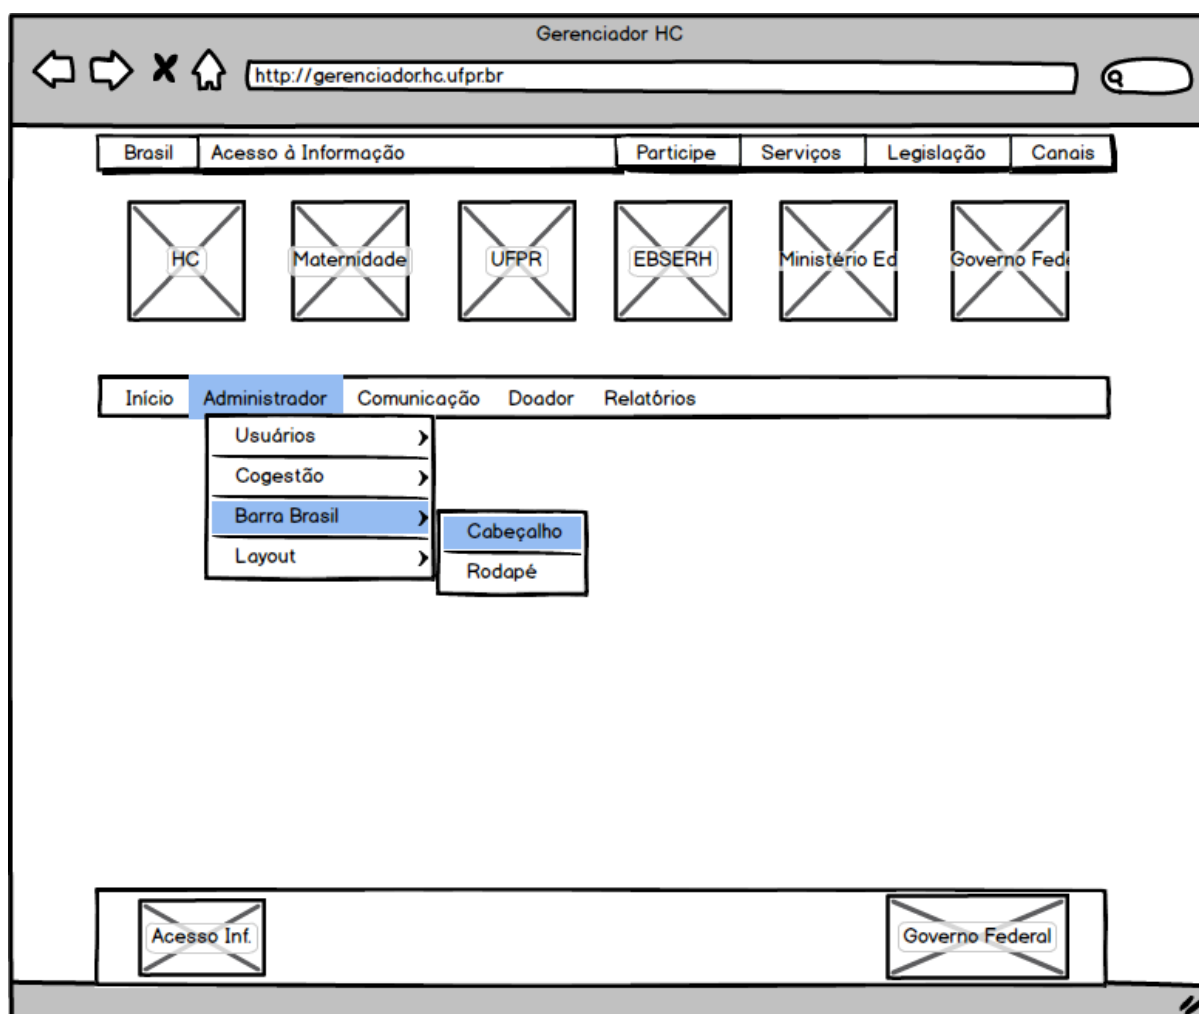 Gerenciador HC
http://gerenciador.hc.ufpr.br
Brasil Acesso à Informação Participe Serviços Legislação Canais
HC Maternidade UFPR EBSERH Ministério Ed Governo Fede
Início Administrador Comunicação Doador Relatórios
Usuários
Cogestão
Barra Brasil
Cabeçalho
Layout
Rodapé
Acesso Inf. Governo Federal